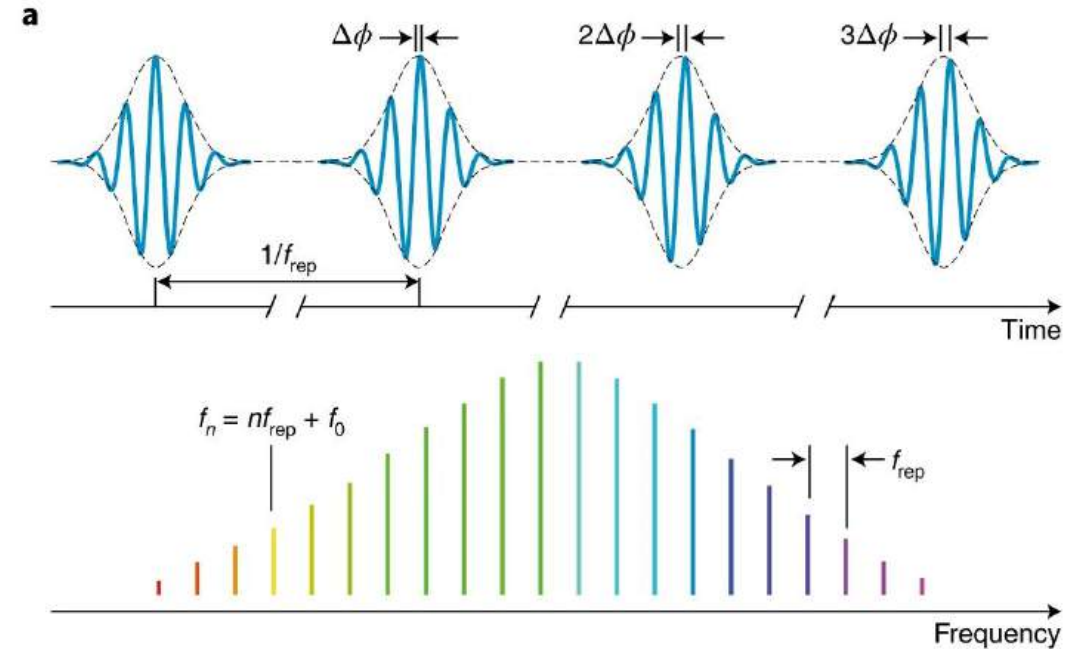 a
Δϕ
2Δϕ
3Δϕ
1/f_rep
Time
f_n = nf_rep + f_0
f_rep
Frequency